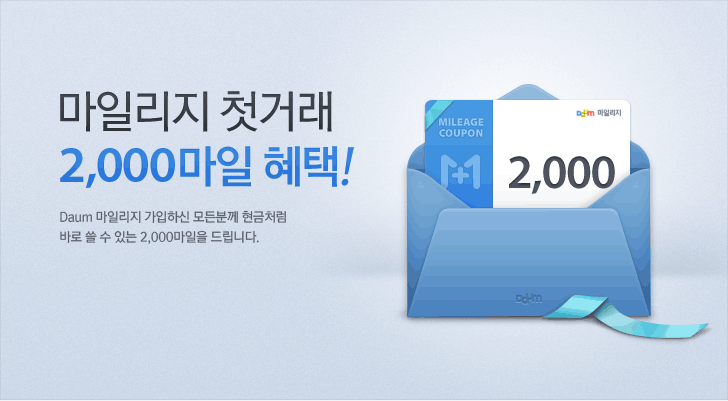 마일리지 첫거래
2,000마일 혜택!
Daum 마일리지 가입하신 모든분께 현금처럼
바로 쓸 수 있는 2,000마일을 드립니다.
MILEAGE
COUPON
M+1
Daum 마일리지
2,000
Daum